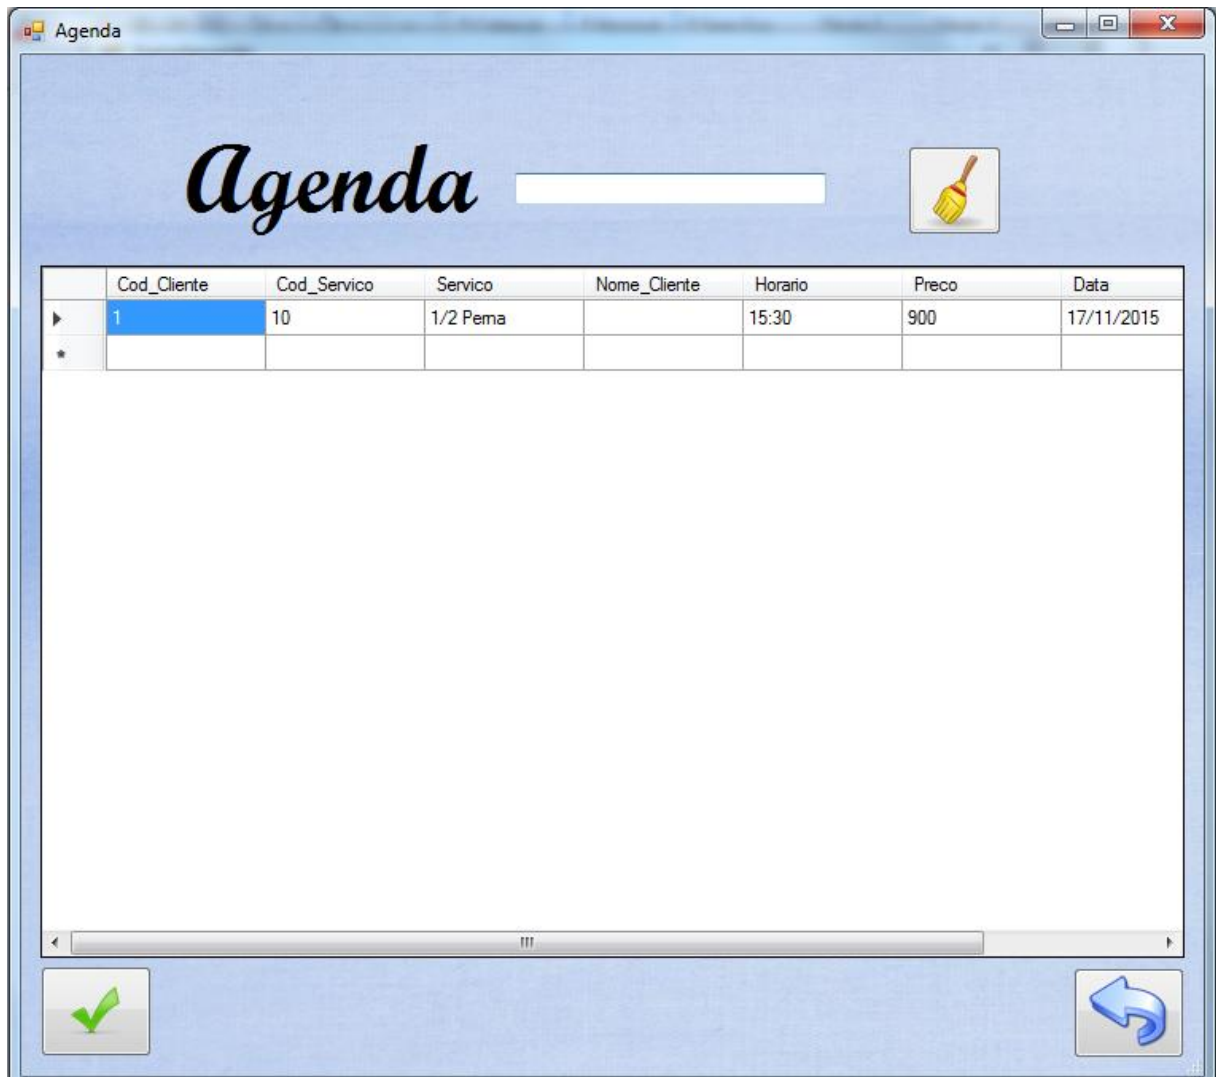 Agenda
Agenda
Cod_Cliente Cod_Servico Servico Nome_Cliente Horario Preco Data
1 10 1/2 Perna 15:30 900 17/11/2015